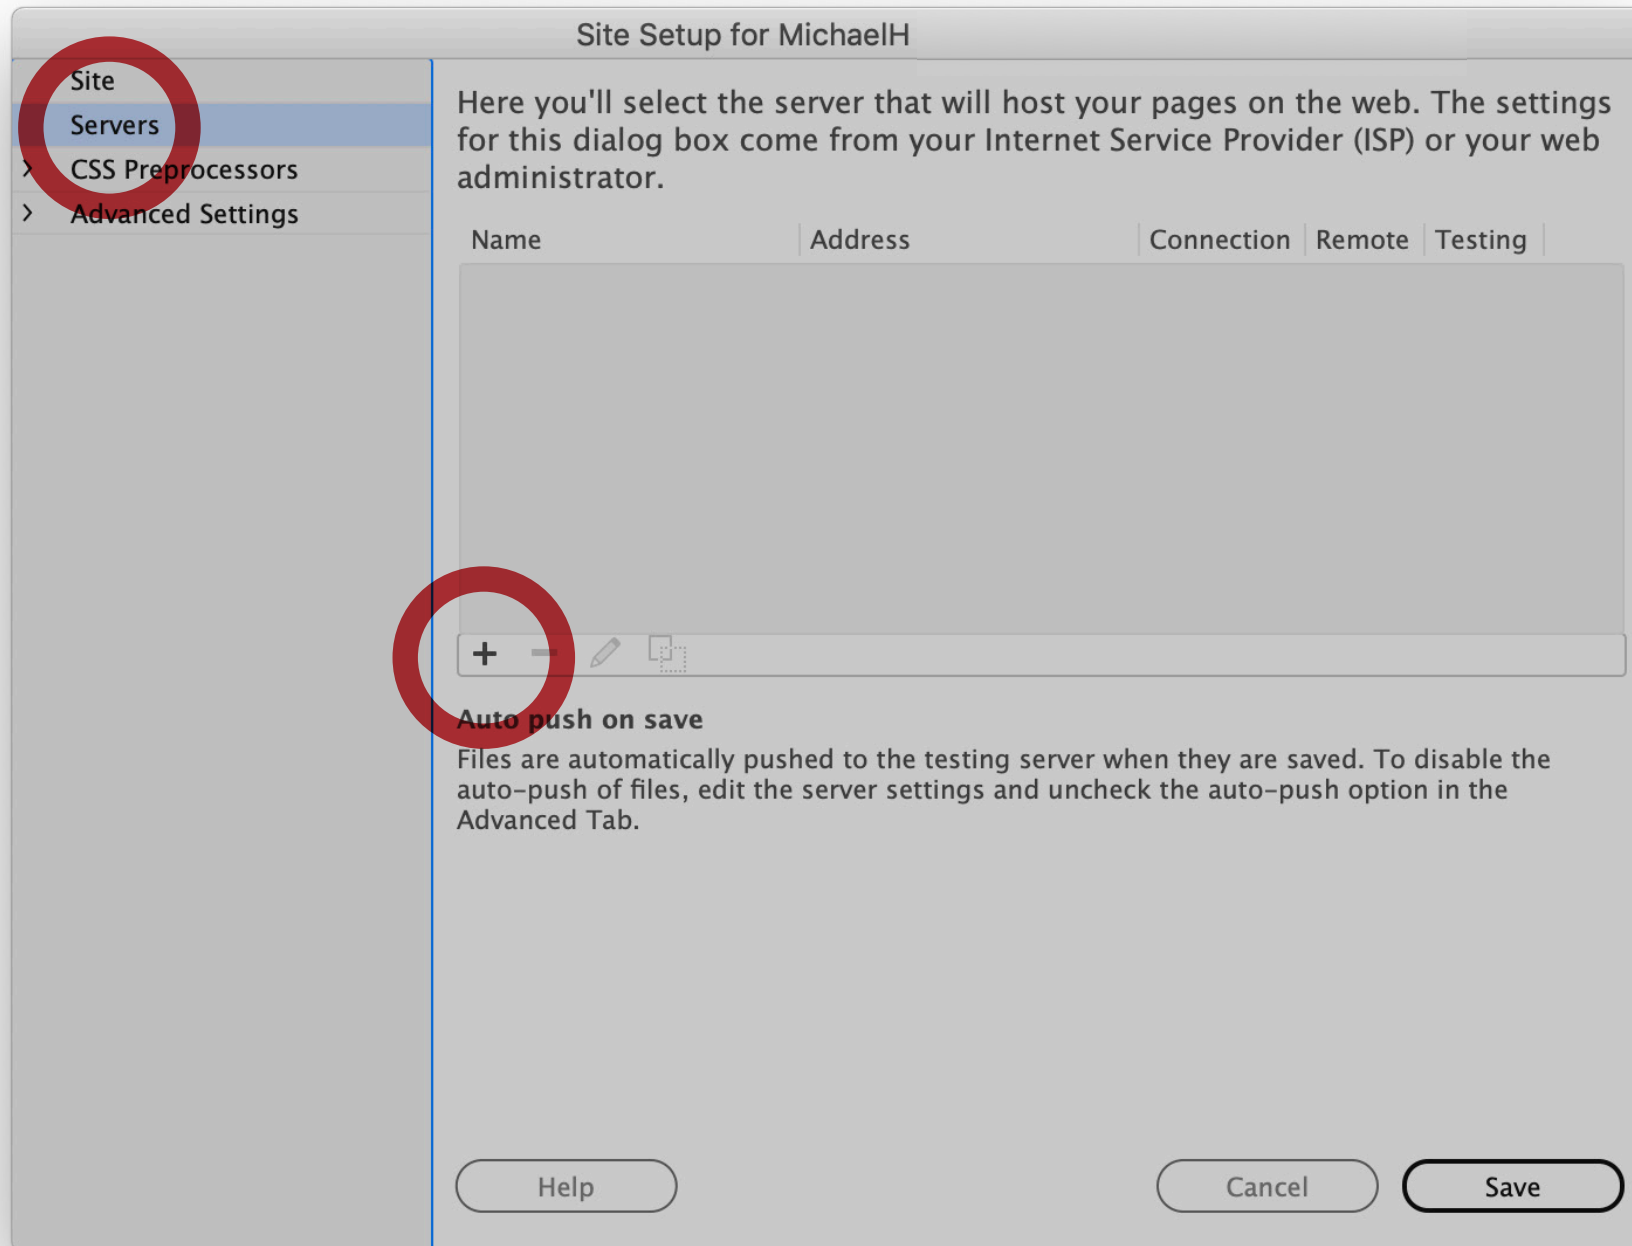 Site Setup for MichaelH
Site
Servers
CSS Preprocessors
Advanced Settings
Here you'll select the server that will host your pages on the web. The settings
for this dialog box come from your Internet Service Provider (ISP) or your web
administrator.
Name Address Connection Remote Testing
Auto push on save
Files are automatically pushed to the testing server when they are saved. To disable the
auto-push of files, edit the server settings and uncheck the auto-push option in the
Advanced Tab.
Help Cancel Save